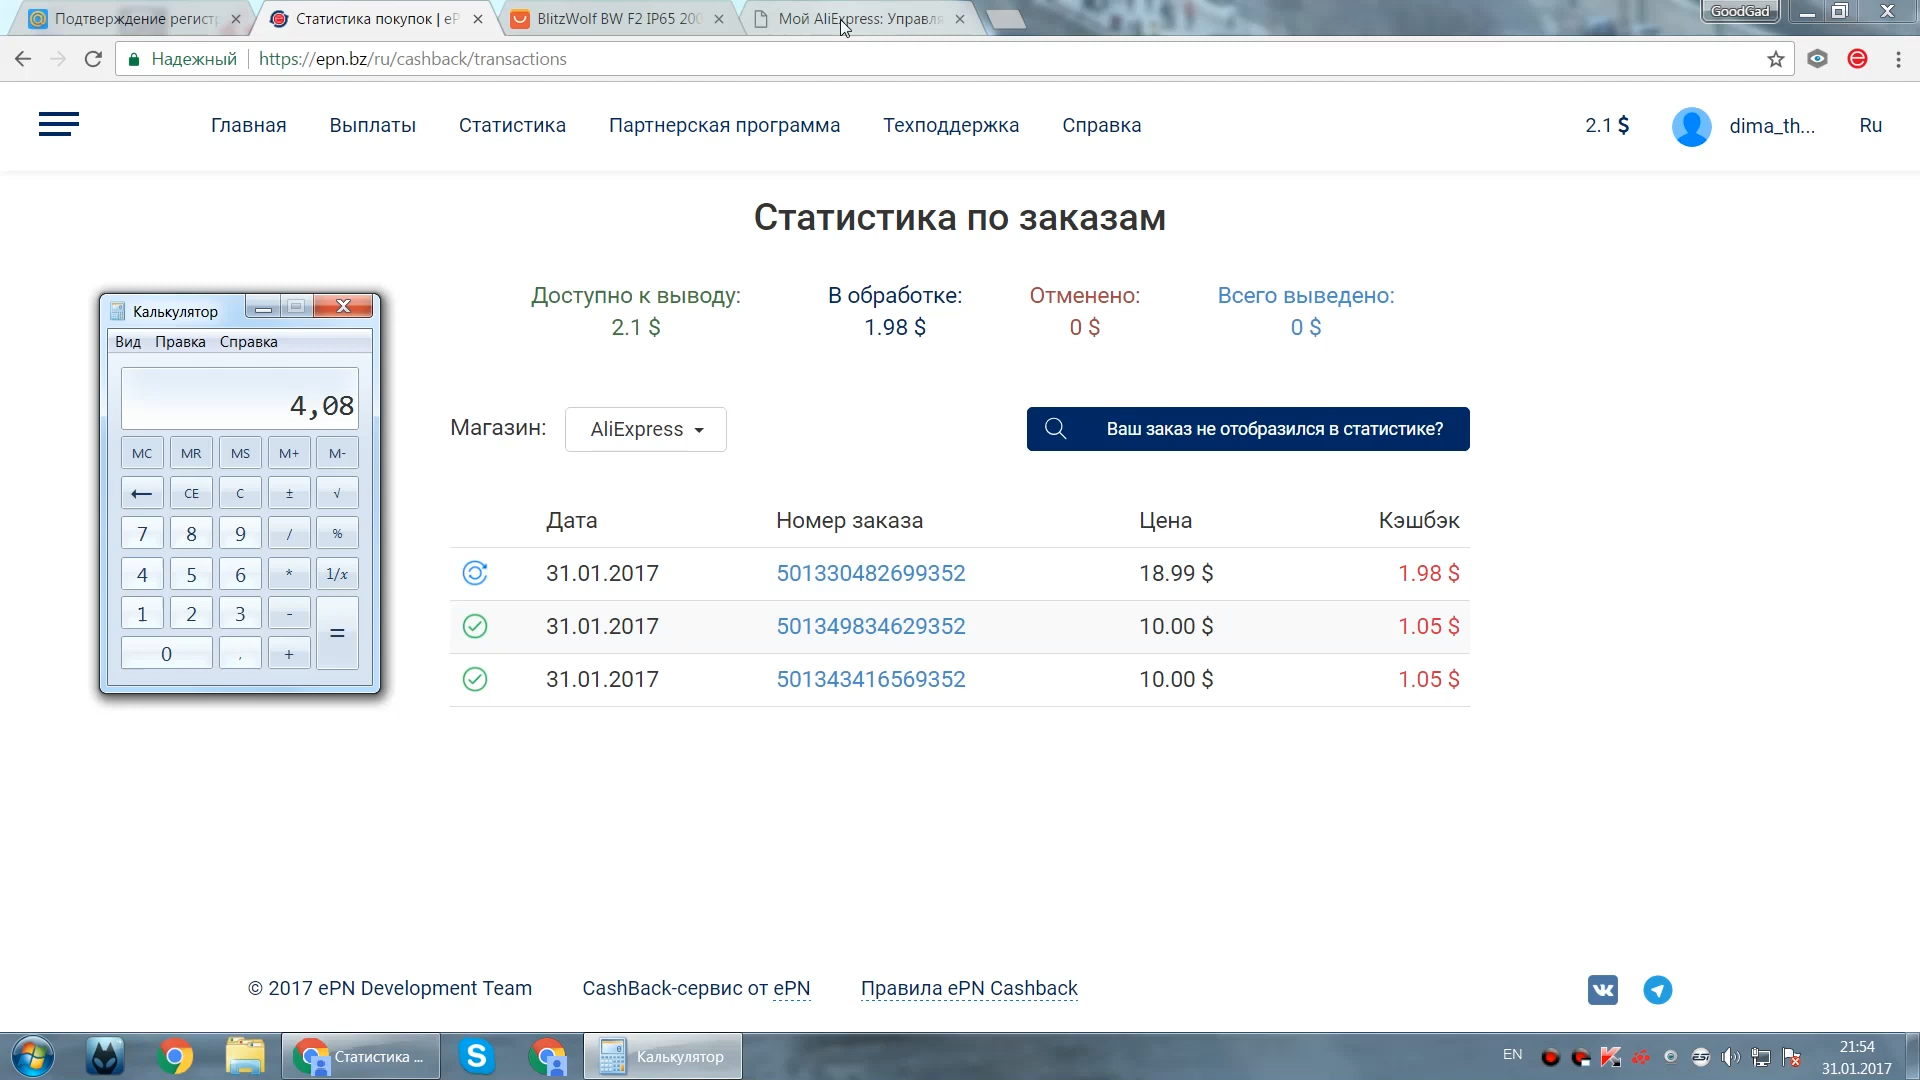 Подтверждение регист
Статистика покупок | eP
BlitzWolf BW F2 IP65 200
Мой AliExpress: Управля
GoodGad
Надежный
https://epn.bz/ru/cashback/transactions
Главная
Выплаты
Статистика
Партнерская программа
Техподдержка
Справка
2.1 $
dima_th...
Ru
Статистика по заказам
Доступно к выводу:
2.1 $
В обработке:
1.98 $
Отменено:
0 $
Всего выведено:
0 $
Калькулятор
Вид Правка Справка
4,08
MC MR MS M+ M-
← CE C ± √
7 8 9 / %
4 5 6 * 1/x
1 2 3 - =
0 , +
Магазин:
AliExpress
Ваш заказ не отобразился в статистике?
Дата Номер заказа Цена Кэшбэк
31.01.2017 501330482699352 18.99 $ 1.98 $
31.01.2017 501349834629352 10.00 $ 1.05 $
31.01.2017 501343416569352 10.00 $ 1.05 $
© 2017 ePN Development Team
CashBack-сервис от ePN
Правила ePN Cashback
Статистика ...
Калькулятор
EN
21:54
31.01.2017